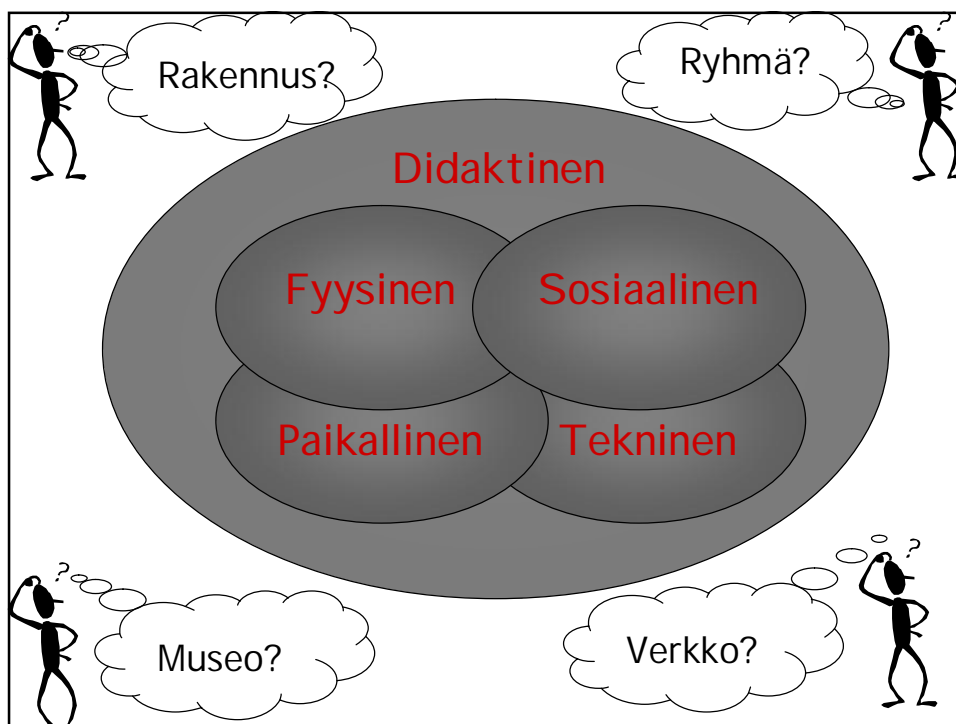 ?
?
Rakennus?
Ryhmä?
Didaktinen
Fyysinen
Sosiaalinen
Paikallinen
Tekninen
?
?
Museo?
Verkko?